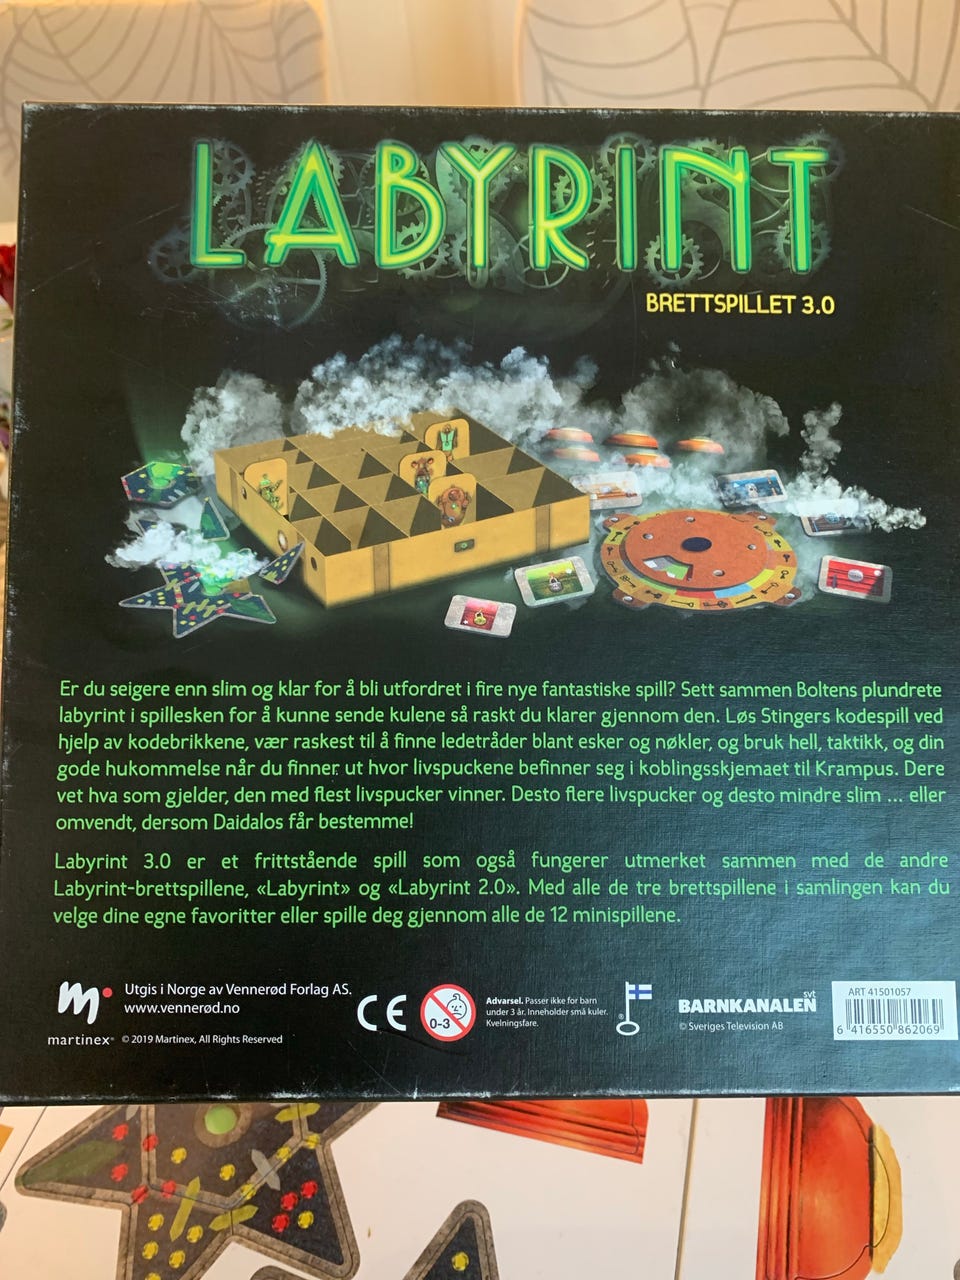 LABYRINT
BRETTSPILLET 3.0
Er du seigere enn slim og klar for å bli utfordret i fire nye fantastiske spill? Sett sammen Boltens plundrete
labyrint i spillesken for å kunne sende kulene så raskt du klarer gjennom den. Løs Stingers kodespill ved
hjelp av kodebrikkene, vær raskest til å finne ledetråder blant esker og nøkler, og bruk hell, taktikk, og din
gode hukommelse når du finner ut hvor livspuckene befinner seg i koblingsskjemaet til Krampus. Dere
vet hva som gjelder, den med flest livspucker vinner. Desto flere livspucker og desto mindre slim ... eller
omvendt, dersom Daidalos får bestemme!
Labyrint 3.0 er et frittstående spill som også fungerer utmerket sammen med de andre
Labyrint-brettspillene, «Labyrint» og «Labyrint 2.0». Med alle de tre brettspillene i samlingen kan du
velge dine egne favoritter eller spille deg gjennom alle de 12 minispillene.
m
martinex®
Utgis i Norge av Vennerød Forlag AS.
www.vennerød.no
© 2019 Martinex, All Rights Reserved
CE
0-3
Advarsel. Passer ikke for barn
under 3 år. Inneholder små kuler.
Kvelningsfare.
®
svt
BARNKANALEN
© Sveriges Television AB
ART 41501057
6 416550 862069